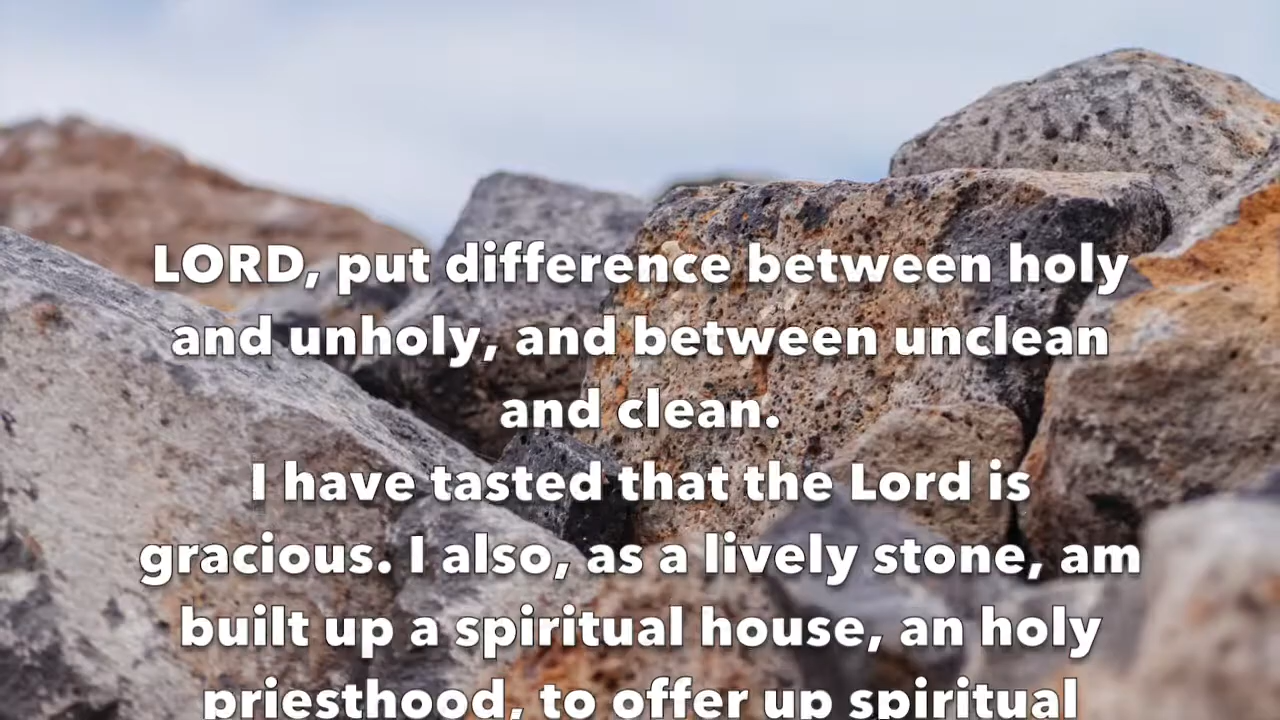 LORD, put difference between holy
and unholy, and between unclean
and clean.
I have tasted that the Lord is
gracious. I also, as a lively stone, am
built up a spiritual house, an holy
priesthood, to offer up spiritual